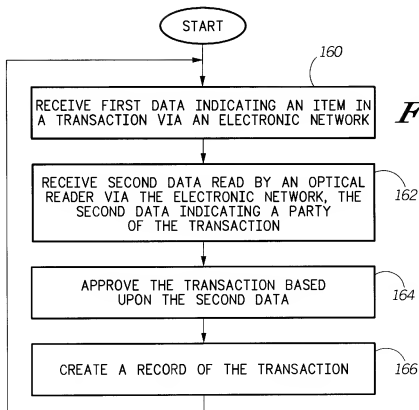 START
160
RECEIVE FIRST DATA INDICATING AN ITEM IN
A TRANSACTION VIA AN ELECTRONIC NETWORK
F
RECEIVE SECOND DATA READ BY AN OPTICAL
READER VIA THE ELECTRONIC NETWORK, THE
SECOND DATA INDICATING A PARTY
OF THE TRANSACTION
162
APPROVE THE TRANSACTION BASED
UPON THE SECOND DATA
164
CREATE A RECORD OF THE TRANSACTION
166